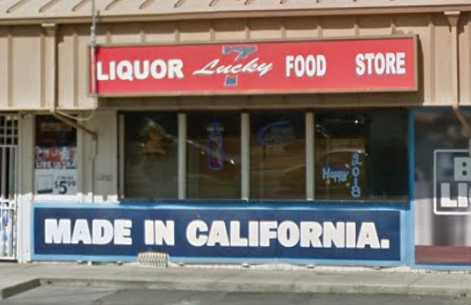 LIQUOR Lucky 7 FOOD STORE
Happy 2018
$5.99
MADE IN CALIFORNIA.